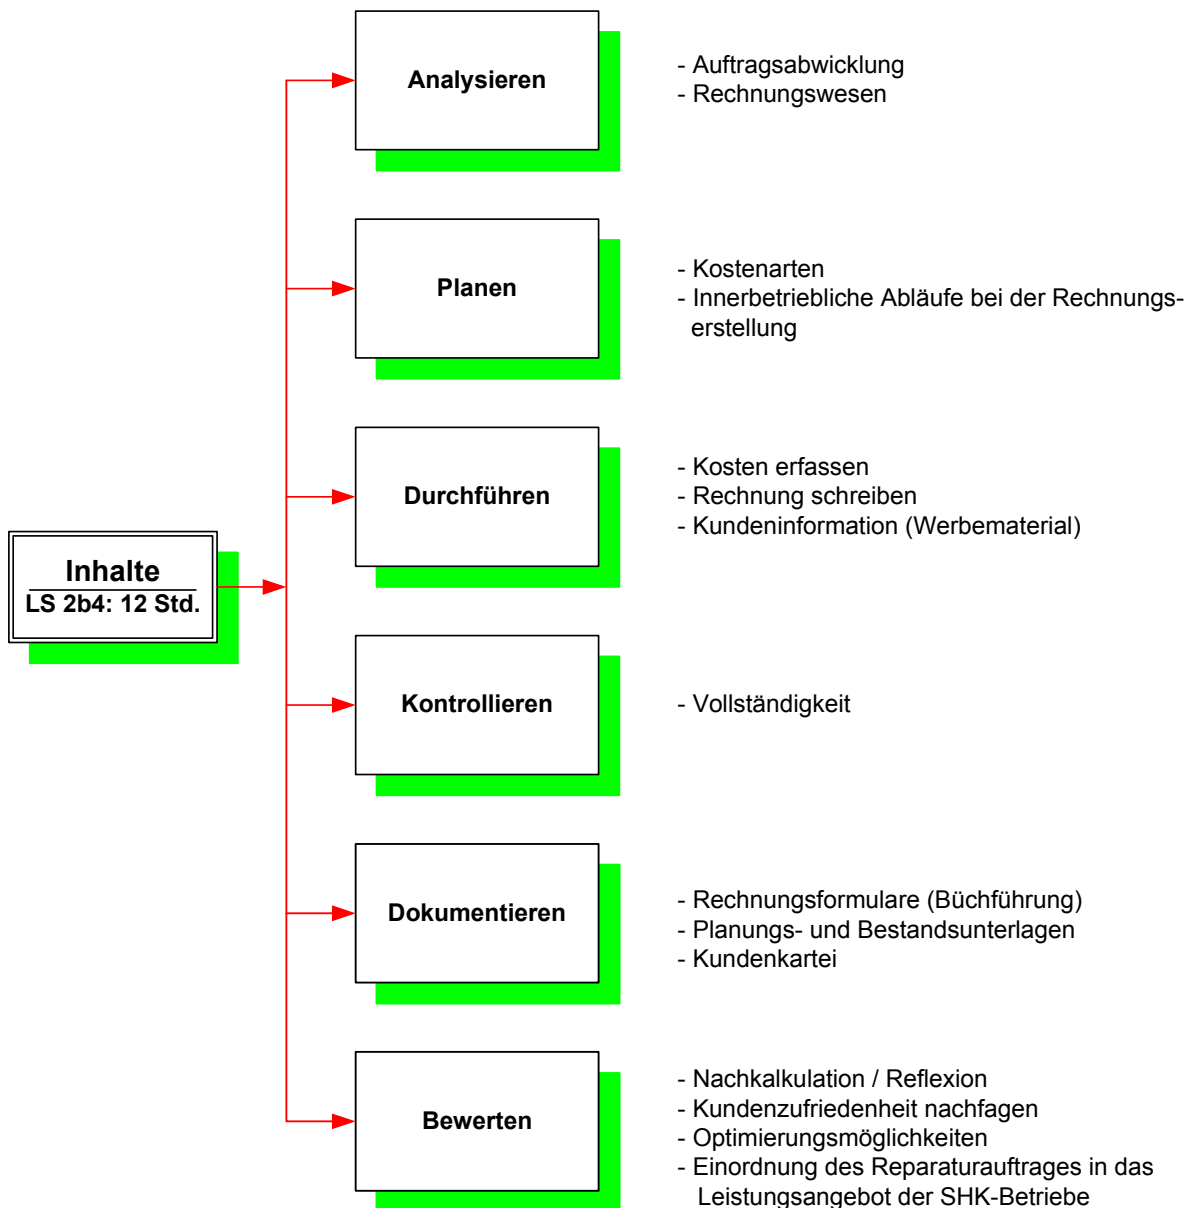 Analysieren
- Auftragsabwicklung
- Rechnungswesen
Planen
- Kostenarten
- Innerbetriebliche Abläufe bei der Rechnungs-
erstellung
Durchführen
- Kosten erfassen
- Rechnung schreiben
- Kundeninformation (Werbematerial)
Inhalte
LS 2b4: 12 Std.
Kontrollieren
- Vollständigkeit
Dokumentieren
- Rechnungsformulare (Büchführung)
- Planungs- und Bestandsunterlagen
- Kundenkartei
Bewerten
- Nachkalkulation / Reflexion
- Kundenzufriedenheit nachfagen
- Optimierungsmöglichkeiten
- Einordnung des Reparaturauftrages in das
Leistungsangebot der SHK-Betriebe